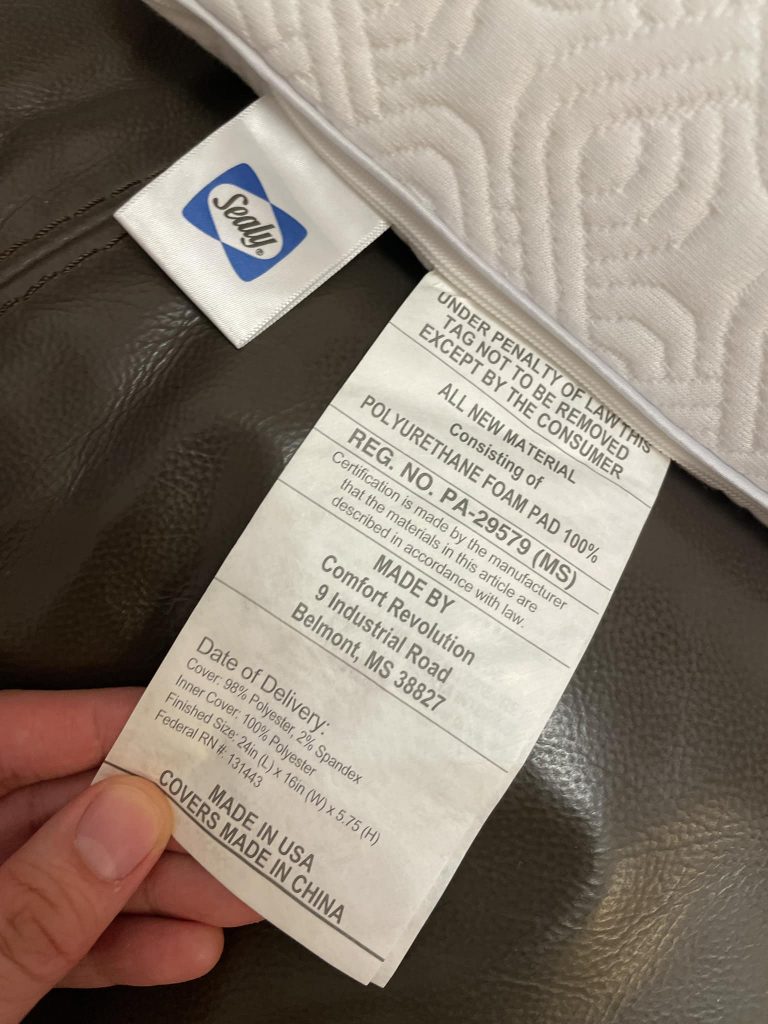 Sealy®
UNDER PENALTY OF LAW THIS
TAG NOT TO BE REMOVED
EXCEPT BY THE CONSUMER
ALL NEW MATERIAL
Consisting of
POLYURETHANE FOAM PAD 100%
REG. NO. PA-29579 (MS)
Certification is made by the manufacturer
that the materials in this article are
described in accordance with law.
MADE BY
Comfort Revolution
9 Industrial Road
Belmont, MS 38827
Date of Delivery:
Cover: 98% Polyester, 2% Spandex
Inner Cover: 100% Polyester
Finished Size: 24in (L) x 16in (W) x 5.75 (H)
Federal RN #: 131443
MADE IN USA
COVERS MADE IN CHINA